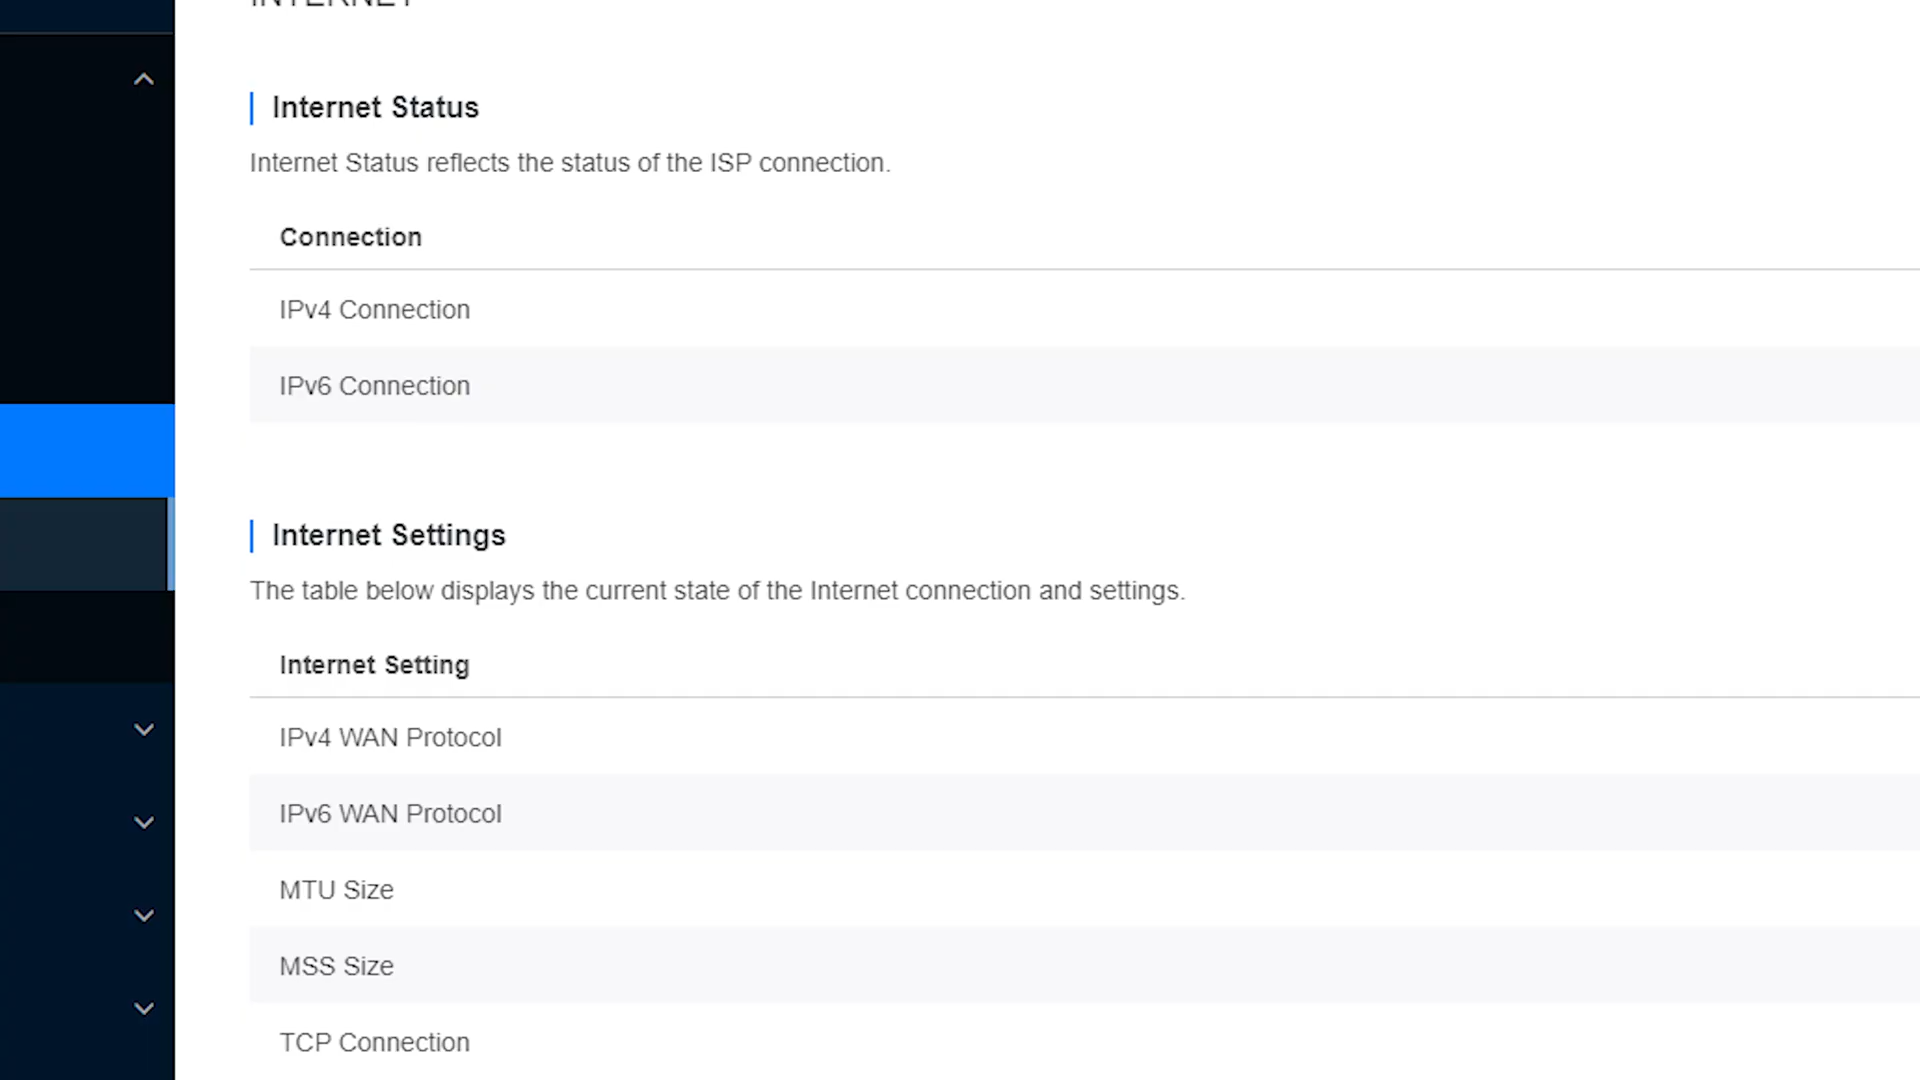 INTERNET
Internet Status
Internet Status reflects the status of the ISP connection.
Connection
IPv4 Connection
IPv6 Connection
Internet Settings
The table below displays the current state of the Internet connection and settings.
Internet Setting
IPv4 WAN Protocol
IPv6 WAN Protocol
MTU Size
MSS Size
TCP Connection